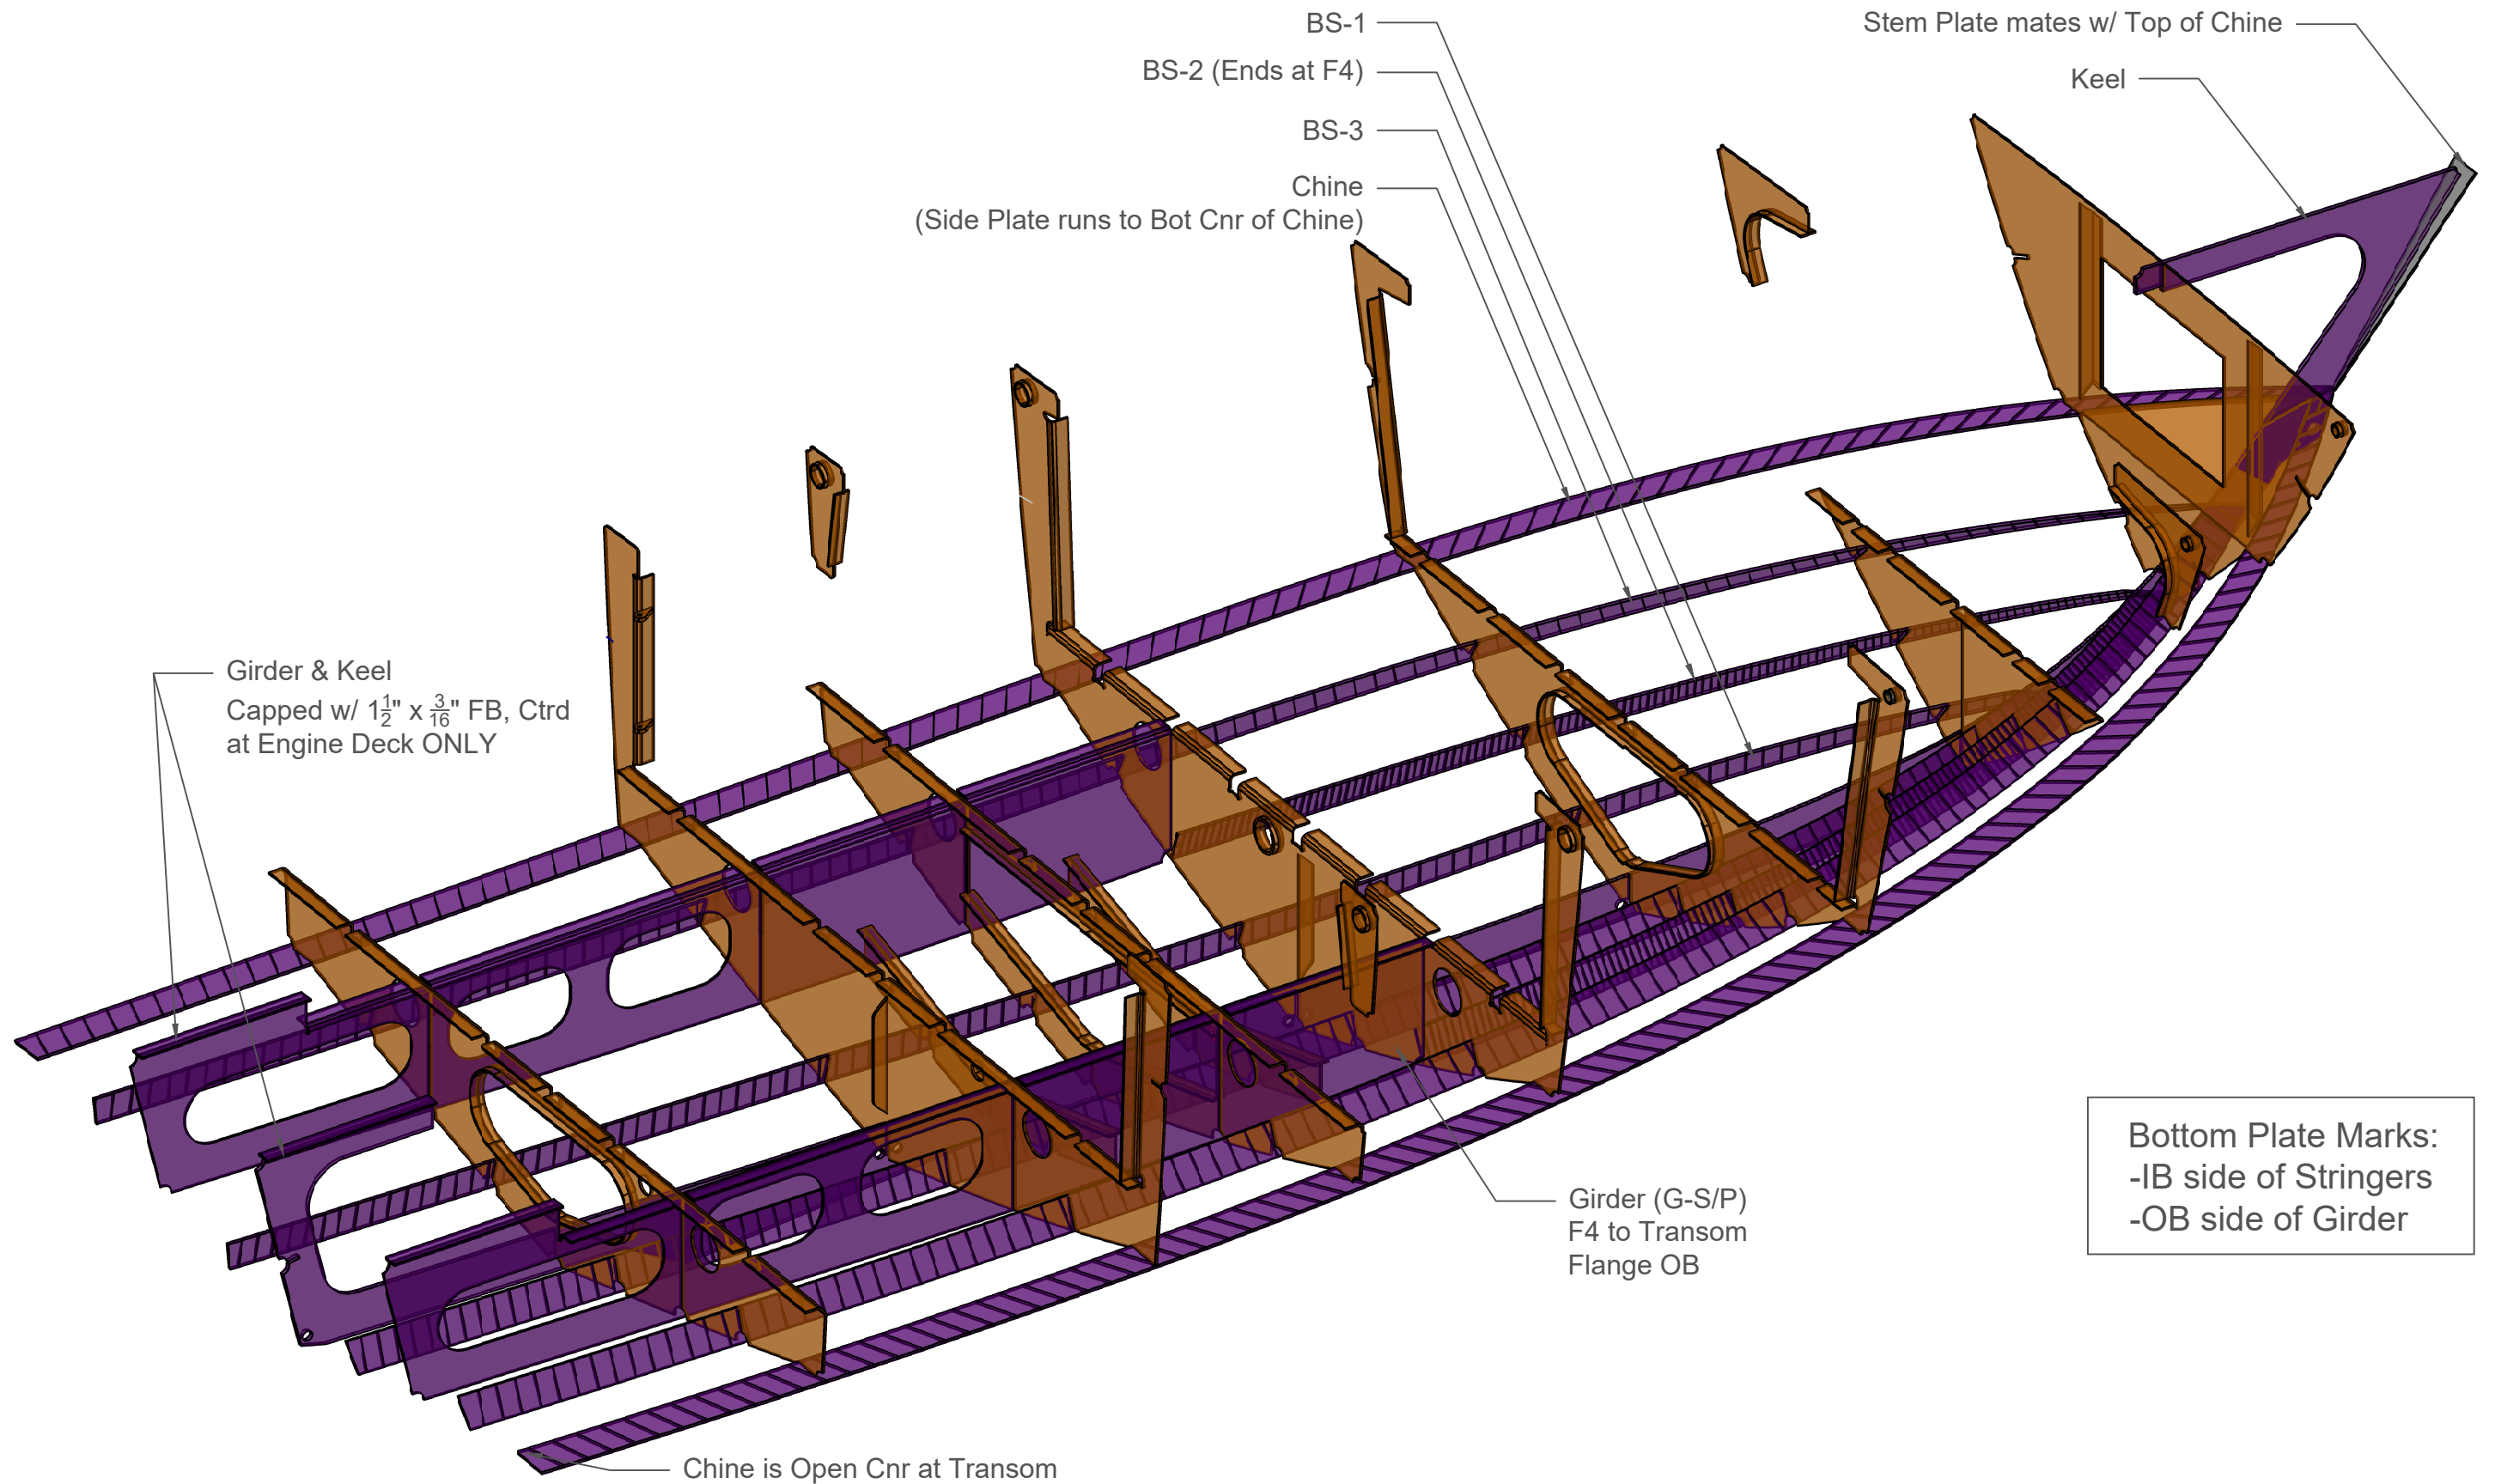 BS-1
BS-2 (Ends at F4)
BS-3
Chine
(Side Plate runs to Bot Cnr of Chine)
Stem Plate mates w/ Top of Chine
Keel
Girder & Keel
Capped w/ 1 1/2" x 3/16" FB, Ctrd
at Engine Deck ONLY
Girder (G-S/P)
F4 to Transom
Flange OB
Bottom Plate Marks:
-IB side of Stringers
-OB side of Girder
Chine is Open Cnr at Transom